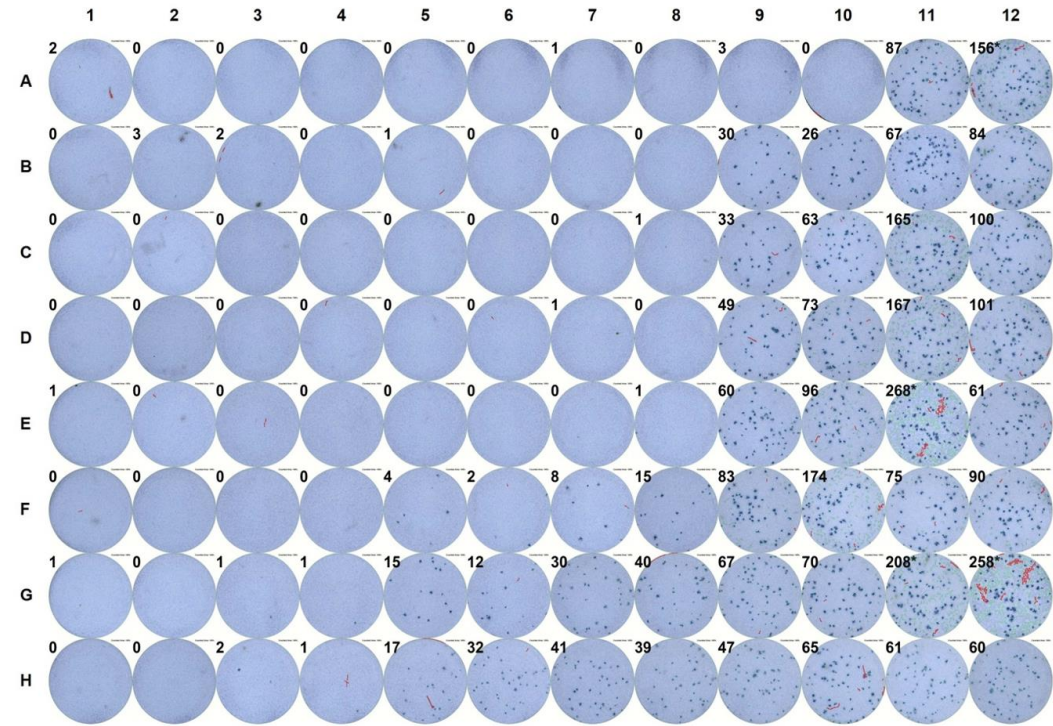 1 2 3 4 5 6 7 8 9 10 11 12
A 2 0 0 0 0 0 1 0 3 0 87 156*
B 0 3 2 0 1 0 0 0 30 26 67 84
C 0 0 0 0 0 0 0 1 33 63 165 100
D 0 0 0 0 0 0 1 0 49 73 167 101
E 1 0 0 0 0 0 0 1 60 96 268* 61
F 0 0 0 0 4 2 8 15 83 174 75 90
G 1 0 1 1 15 12 30 40 67 70 208* 258*
H 0 0 2 1 17 32 41 39 47 65 61 60